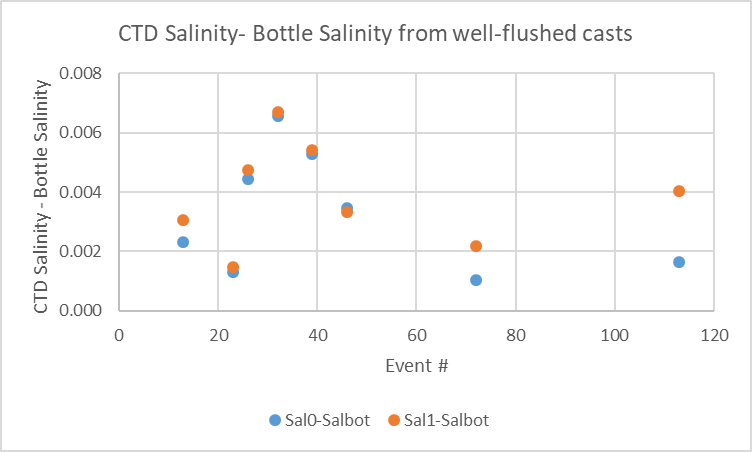 CTD Salinity- Bottle Salinity from well-flushed casts
CTD Salinity - Bottle Salinity
0.008
0.006
0.004
0.002
0.000
0 20 40 60 80 100 120
Event #
Sal0-Salbot Sal1-Salbot